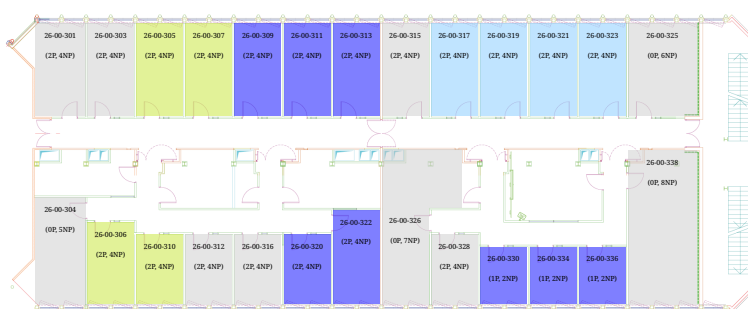 26-00-301
(2P, 4NP)
26-00-303
(2P, 4NP)
26-00-305
(2P, 4NP)
26-00-307
(2P, 4NP)
26-00-309
(2P, 4NP)
26-00-311
(2P, 4NP)
26-00-313
(2P, 4NP)
26-00-315
(2P, 4NP)
26-00-317
(2P, 4NP)
26-00-319
(2P, 4NP)
26-00-321
(2P, 4NP)
26-00-323
(2P, 4NP)
26-00-325
(0P, 6NP)
26-00-304
(0P, 5NP)
26-00-306
(2P, 4NP)
26-00-310
(2P, 4NP)
26-00-312
(2P, 4NP)
26-00-316
(2P, 4NP)
26-00-320
(2P, 4NP)
26-00-322
(2P, 4NP)
26-00-326
(0P, 7NP)
26-00-328
(2P, 4NP)
26-00-330
(1P, 2NP)
26-00-334
(1P, 2NP)
26-00-336
(1P, 2NP)
26-00-338
(0P, 8NP)